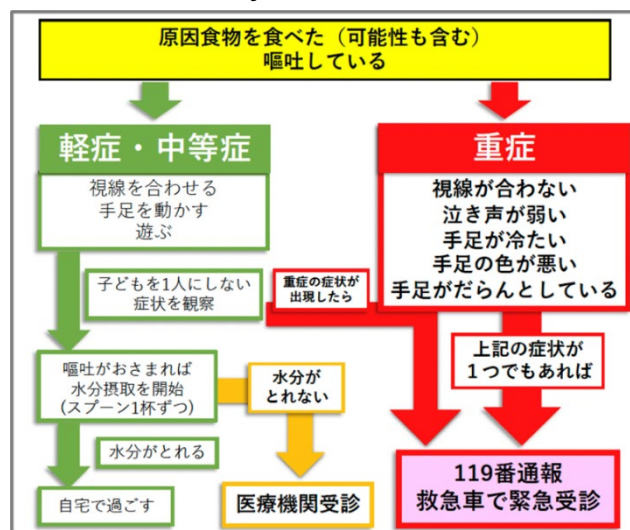 原因食物を食べた（可能性も含む）
嘔吐している
軽症・中等症
視線を合わせる
手足を動かす
遊ぶ
重症
視線が合わない
泣き声が弱い
手足が冷たい
手足の色が悪い
手足がだらんとしている
子どもを1人にしない
症状を観察
重症の症状が
出現したら
上記の症状が
１つでもあれば
嘔吐がおさまれば
水分摂取を開始
(スプーン1杯ずつ)
水分が
とれない
水分がとれる
自宅で過ごす
医療機関受診
119番通報
救急車で緊急受診